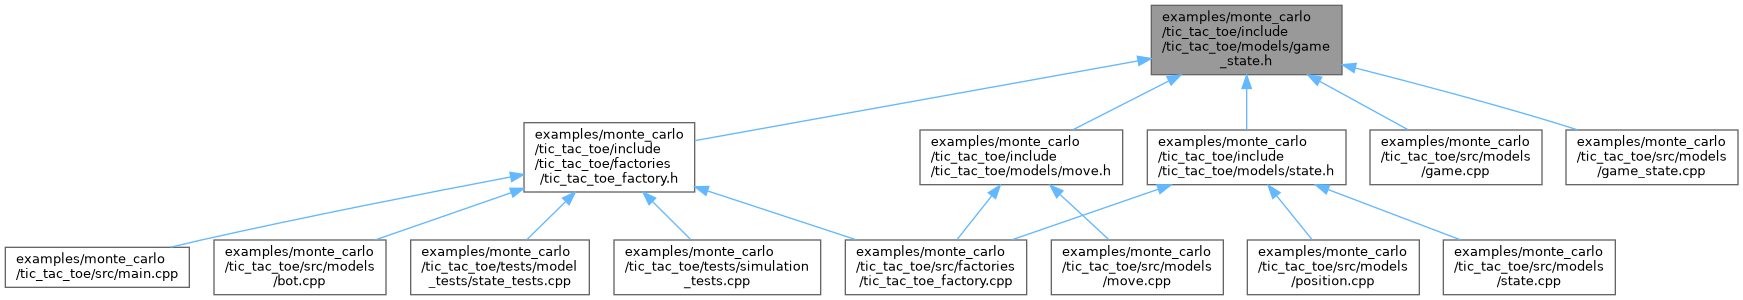 examples/monte_carlo
/tic_tac_toe/include
/tic_tac_toe/models/game
_state.h
examples/monte_carlo
/tic_tac_toe/include
/tic_tac_toe/factories
/tic_tac_toe_factory.h
examples/monte_carlo
/tic_tac_toe/include
/tic_tac_toe/models/move.h
examples/monte_carlo
/tic_tac_toe/include
/tic_tac_toe/models/state.h
examples/monte_carlo
/tic_tac_toe/src/models
/game.cpp
examples/monte_carlo
/tic_tac_toe/src/models
/game_state.cpp
examples/monte_carlo
/tic_tac_toe/src/main.cpp
examples/monte_carlo
/tic_tac_toe/src/models
/bot.cpp
examples/monte_carlo
/tic_tac_toe/tests/model
_tests/state_tests.cpp
examples/monte_carlo
/tic_tac_toe/tests/simulation
_tests.cpp
examples/monte_carlo
/tic_tac_toe/src/factories
/tic_tac_toe_factory.cpp
examples/monte_carlo
/tic_tac_toe/src/models
/move.cpp
examples/monte_carlo
/tic_tac_toe/src/models
/position.cpp
examples/monte_carlo
/tic_tac_toe/src/models
/state.cpp